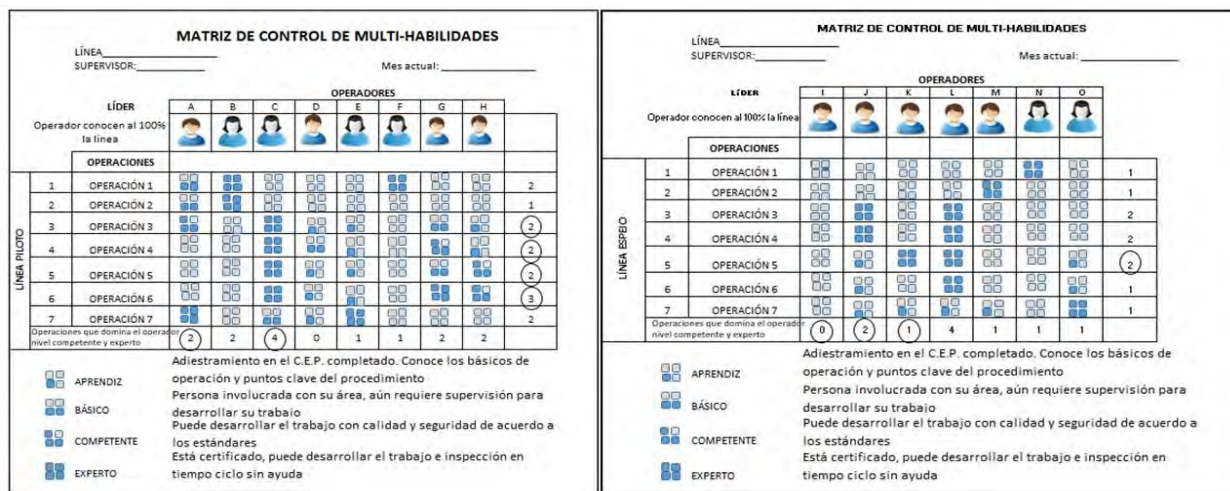 MATRIZ DE CONTROL DE MULTI-HABILIDADES
LÍNEA
SUPERVISOR: Mes actual:
OPERADORES
LÍDER A B C D E F G H
Operador conocen al 100% la línea
OPERACIONES
LÍNEA PILOTO
1 OPERACIÓN 1 2
2 OPERACIÓN 2 1
3 OPERACIÓN 3 2
4 OPERACIÓN 4 2
5 OPERACIÓN 5 2
6 OPERACIÓN 6 3
7 OPERACIÓN 7 2
Operaciones que domina el operador
nivel competente y experto 2 2 4 0 1 1 2 2
Adiestramiento en el C.E.P. completado. Conoce los básicos de
APRENDIZ operación y puntos clave del procedimiento
Persona involucrada con su área, aún requiere supervisión para
BÁSICO desarrollar su trabajo
Puede desarrollar el trabajo con calidad y seguridad de acuerdo a
COMPETENTE los estándares
Está certificado, puede desarrollar el trabajo e inspección en
EXPERTO tiempo ciclo sin ayuda
MATRIZ DE CONTROL DE MULTI-HABILIDADES
LÍNEA
SUPERVISOR: Mes actual:
OPERADORES
LÍDER I J K L M N O
Operador conocen al 100% la línea
OPERACIONES
LÍNEA ESPEJO
1 OPERACIÓN 1 1
2 OPERACIÓN 2 1
3 OPERACIÓN 3 2
4 OPERACIÓN 4 2
5 OPERACIÓN 5 2
6 OPERACIÓN 6 1
7 OPERACIÓN 7 1
Operaciones que domina el operador
nivel competente y experto 0 2 1 4 1 1 1
Adiestramiento en el C.E.P. completado. Conoce los básicos de
APRENDIZ operación y puntos clave del procedimiento
Persona involucrada con su área, aún requiere supervisión para
BÁSICO desarrollar su trabajo
Puede desarrollar el trabajo con calidad y seguridad de acuerdo a
COMPETENTE los estándares
Está certificado, puede desarrollar el trabajo e inspección en
EXPERTO tiempo ciclo sin ayuda